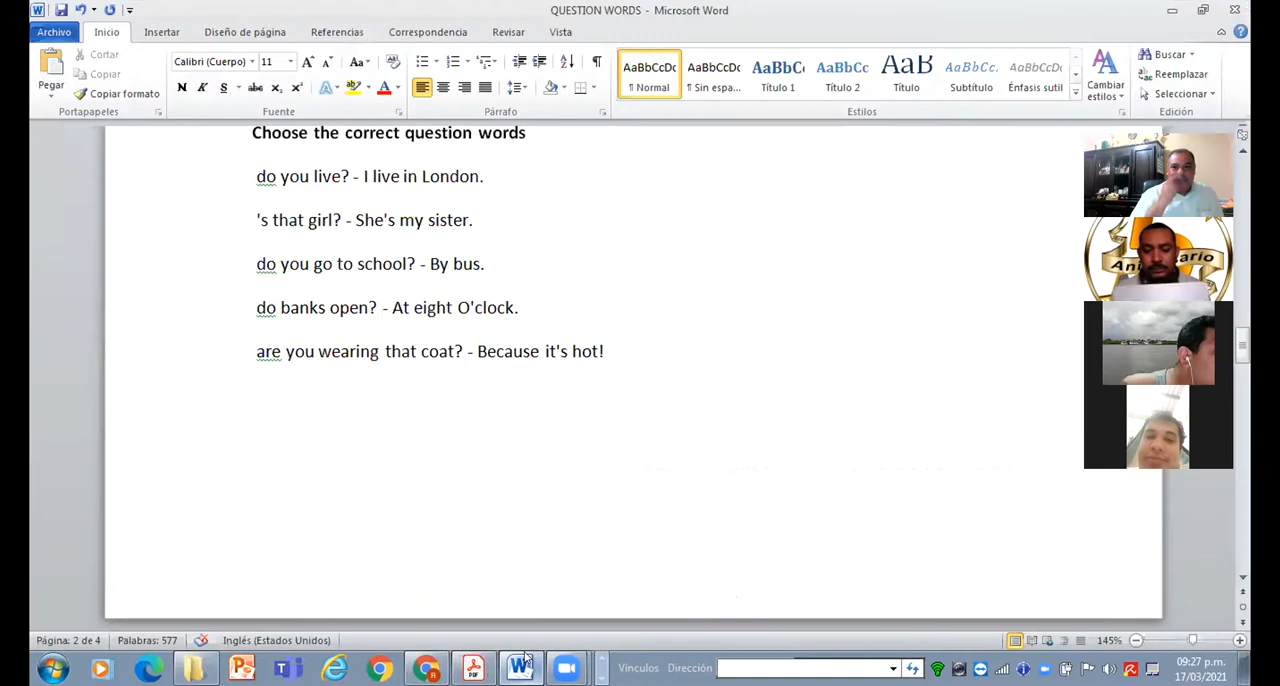 QUESTION WORDS - Microsoft Word
Archivo Inicio Insertar Diseño de página Referencias Correspondencia Revisar Vista
Pegar
Cortar
Copiar
Copiar formato
Portapapeles
Calibri (Cuerpo) 11
Fuente
Párrafo
AaBbCcDc AaBbCcDc AaBbC AaBbCc AaB AaBbCc. AaBbCcDc
¶ Normal ¶ Sin espa... Título 1 Título 2 Título Subtítulo Énfasis sutil
Cambiar estilos
Estilos
Buscar
Reemplazar
Seleccionar
Edición
Choose the correct question words
do you live? - I live in London.
's that girl? - She's my sister.
do you go to school? - By bus.
do banks open? - At eight O'clock.
are you wearing that coat? - Because it's hot!
Página: 2 de 4 Palabras: 577 Inglés (Estados Unidos) 145%
Vínculos Dirección
09:27 p.m.
17/03/2021